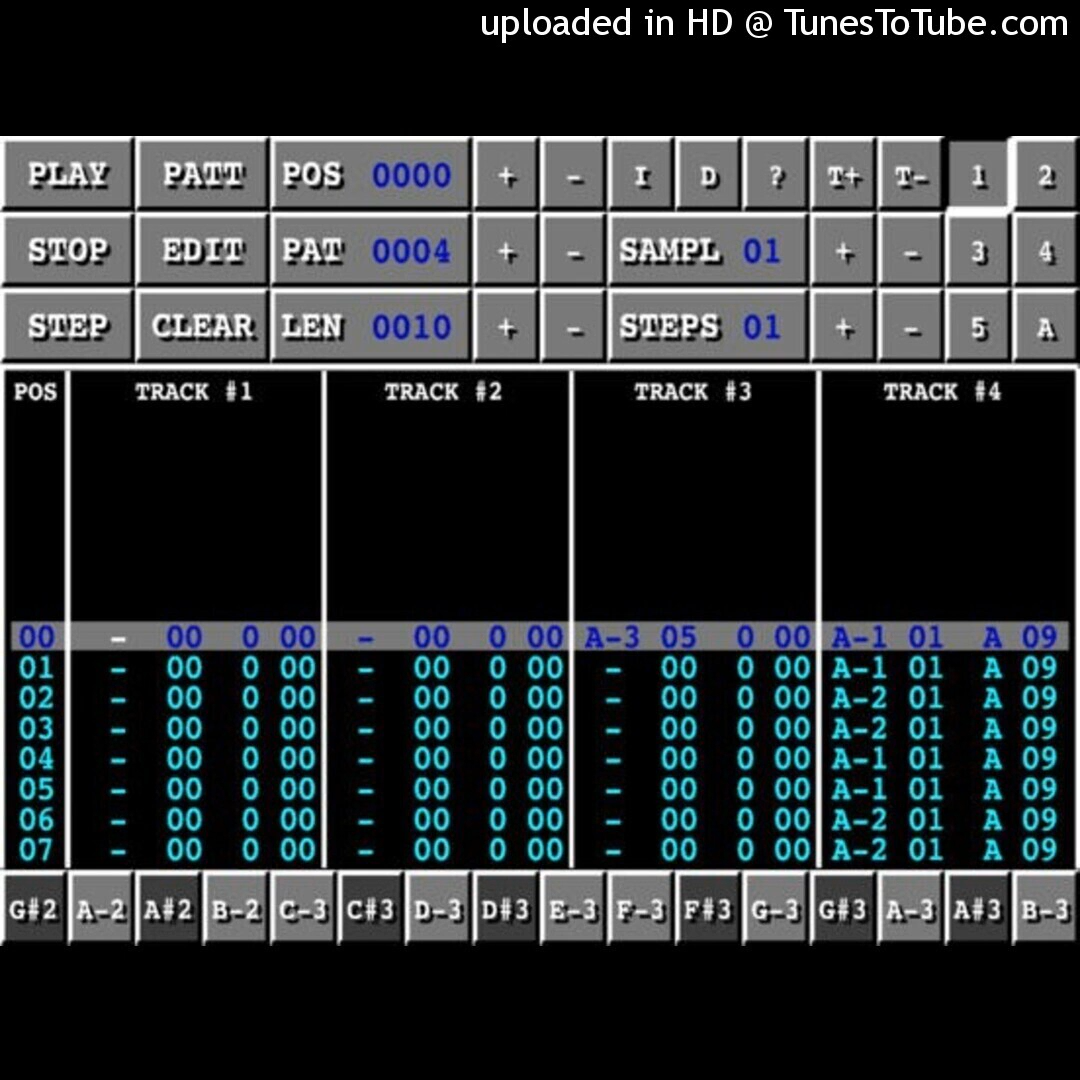 uploaded in HD @ TunesToTube.com
PLAY PATT POS 0000 + - I D ? T+ T- 1 2
STOP EDIT PAT 0004 + - SAMPL 01 + - 3 4
STEP CLEAR LEN 0010 + - STEPS 01 + - 5 A
POS TRACK #1 TRACK #2 TRACK #3 TRACK #4
00 - 00 0 00 - 00 0 00 A-3 05 0 00 A-1 01 A 09
01 - 00 0 00 - 00 0 00 - 00 0 00 A-1 01 A 09
02 - 00 0 00 - 00 0 00 - 00 0 00 A-2 01 A 09
03 - 00 0 00 - 00 0 00 - 00 0 00 A-2 01 A 09
04 - 00 0 00 - 00 0 00 - 00 0 00 A-1 01 A 09
05 - 00 0 00 - 00 0 00 - 00 0 00 A-1 01 A 09
06 - 00 0 00 - 00 0 00 - 00 0 00 A-2 01 A 09
07 - 00 0 00 - 00 0 00 - 00 0 00 A-2 01 A 09
G#2 A-2 A#2 B-2 C-3 C#3 D-3 D#3 E-3 F-3 F#3 G-3 G#3 A-3 A#3 B-3